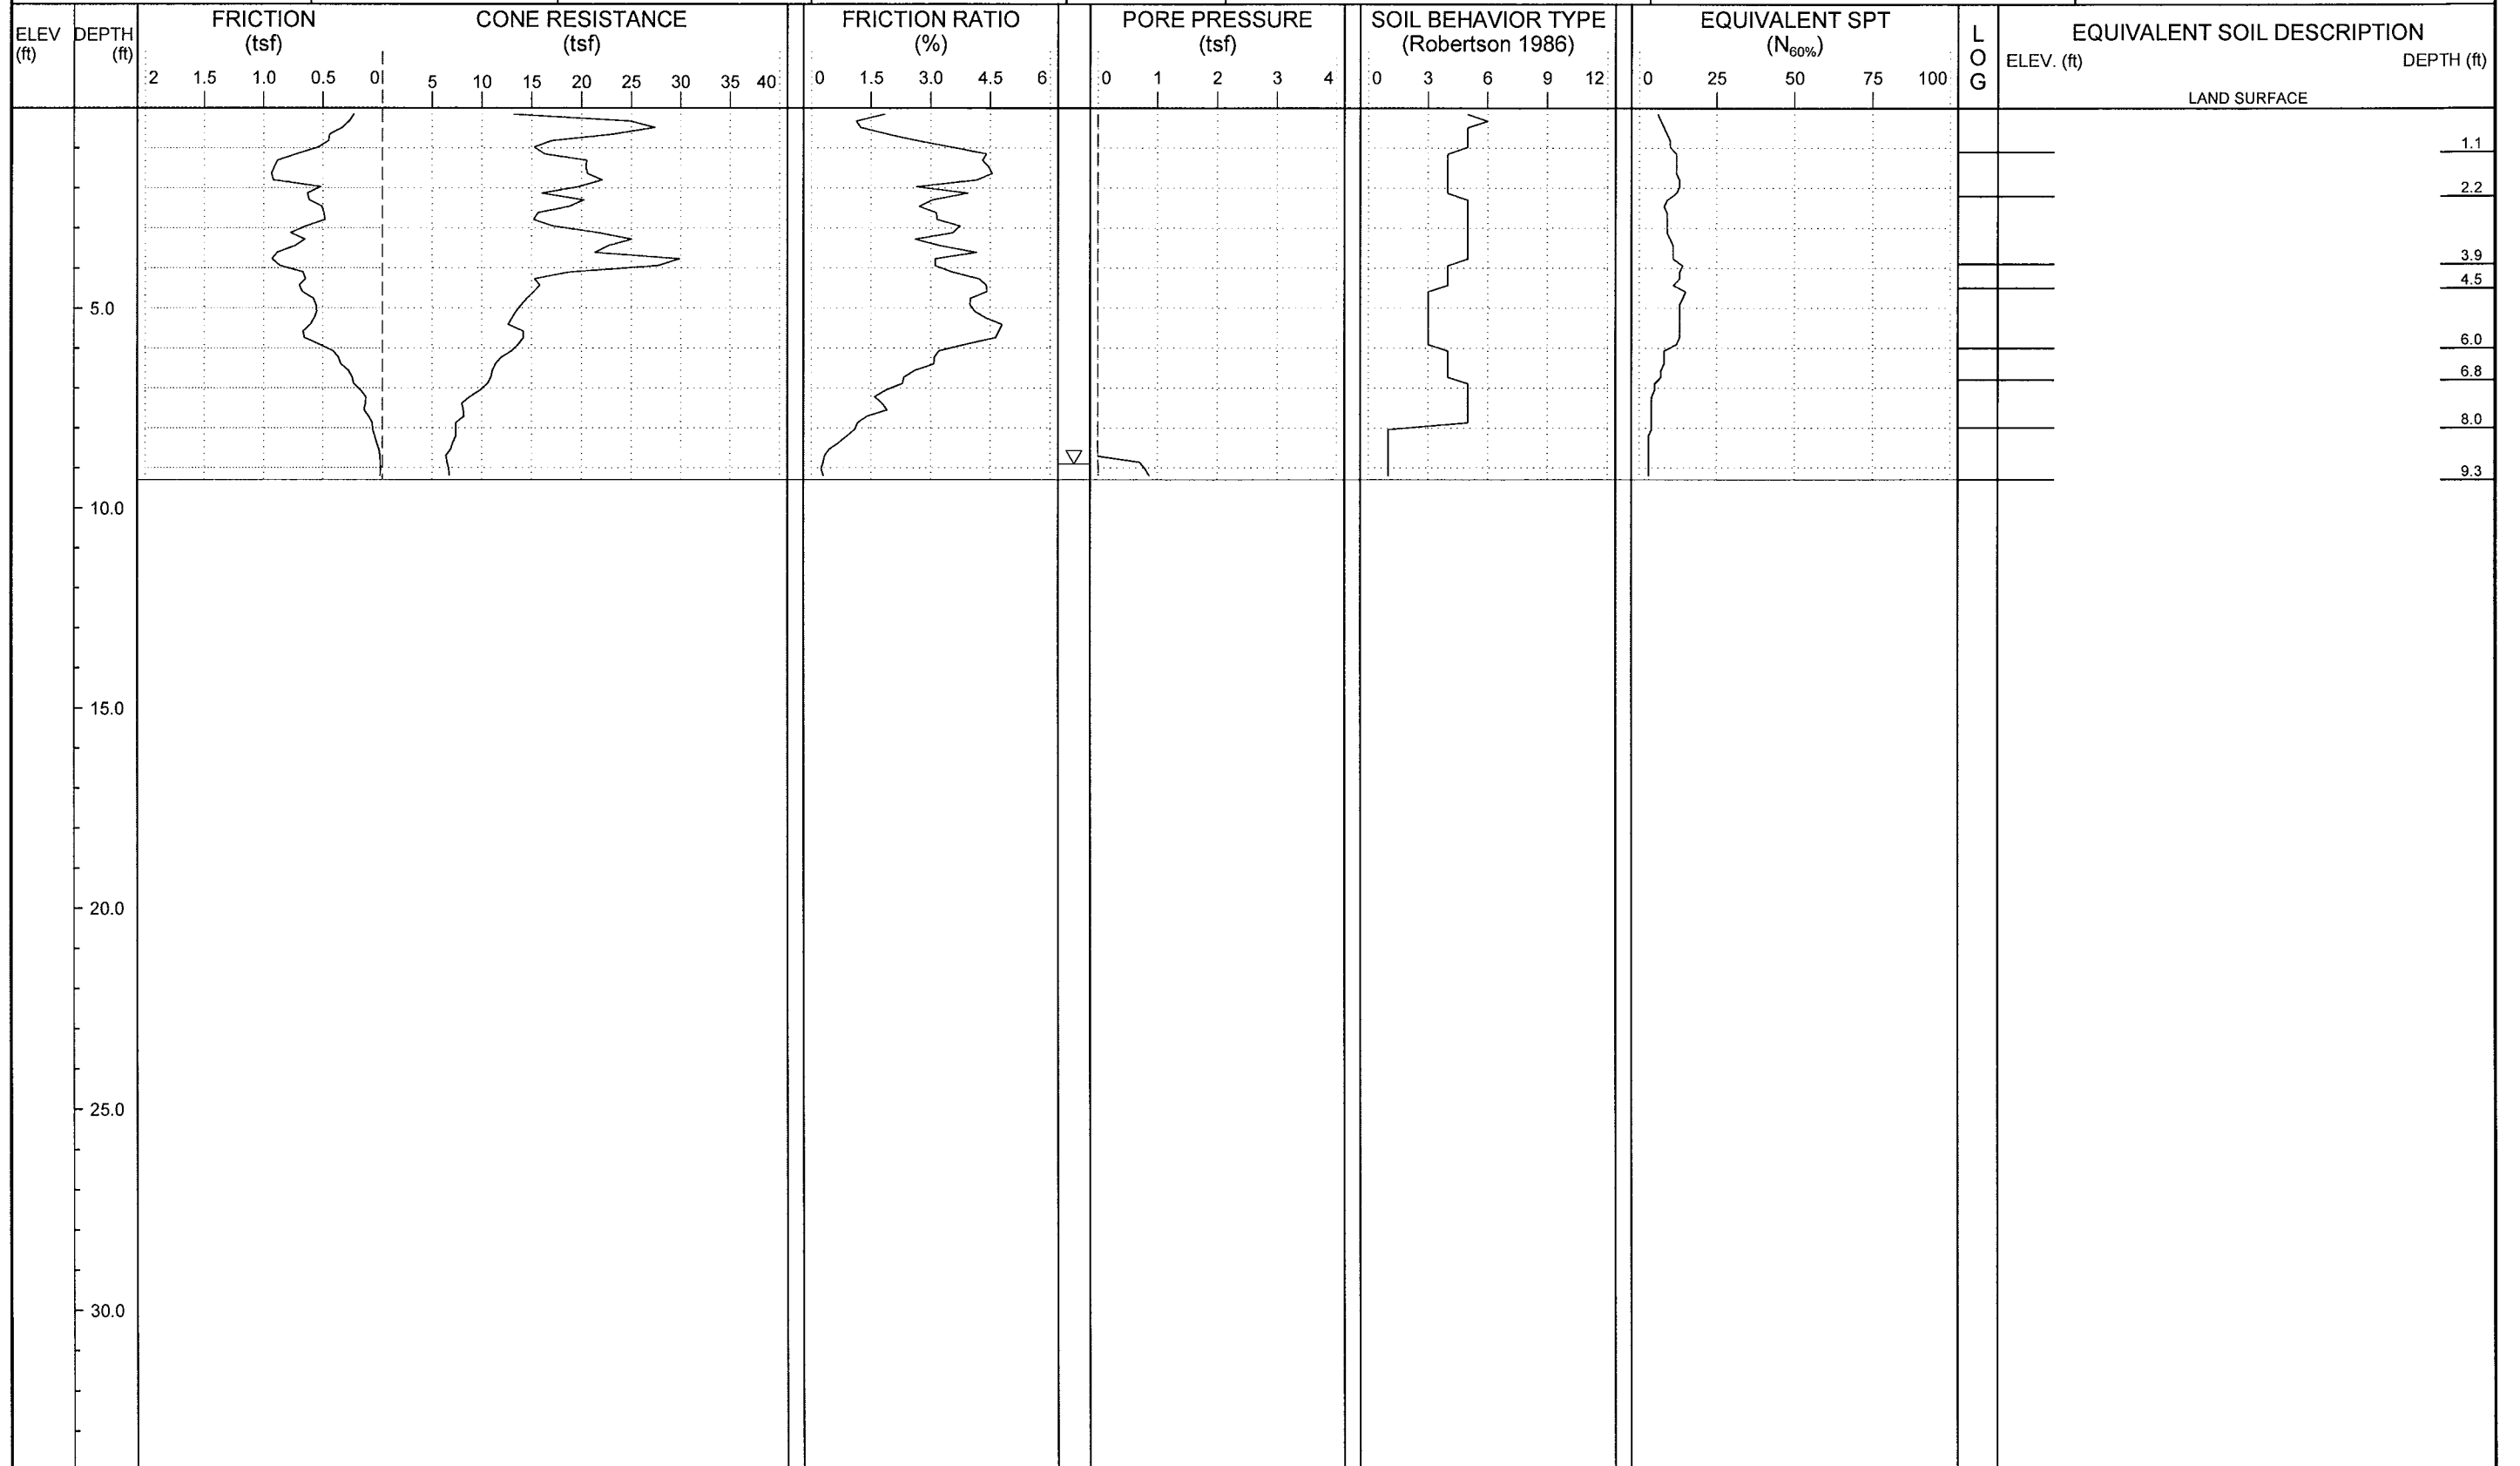 ELEV
(ft)
DEPTH
(ft)
FRICTION
(tsf)
2 1.5 1.0 0.5 0
CONE RESISTANCE
(tsf)
5 10 15 20 25 30 35 40
FRICTION RATIO
(%)
0 1.5 3.0 4.5 6
PORE PRESSURE
(tsf)
0 1 2 3 4
SOIL BEHAVIOR TYPE
(Robertson 1986)
0 3 6 9 12
EQUIVALENT SPT
(N60%)
0 25 50 75 100
L
O
G
EQUIVALENT SOIL DESCRIPTION
ELEV. (ft) DEPTH (ft)
LAND SURFACE
1.1
2.2
3.9
4.5
5.0
6.0
6.8
8.0
9.3
10.0
15.0
20.0
25.0
30.0